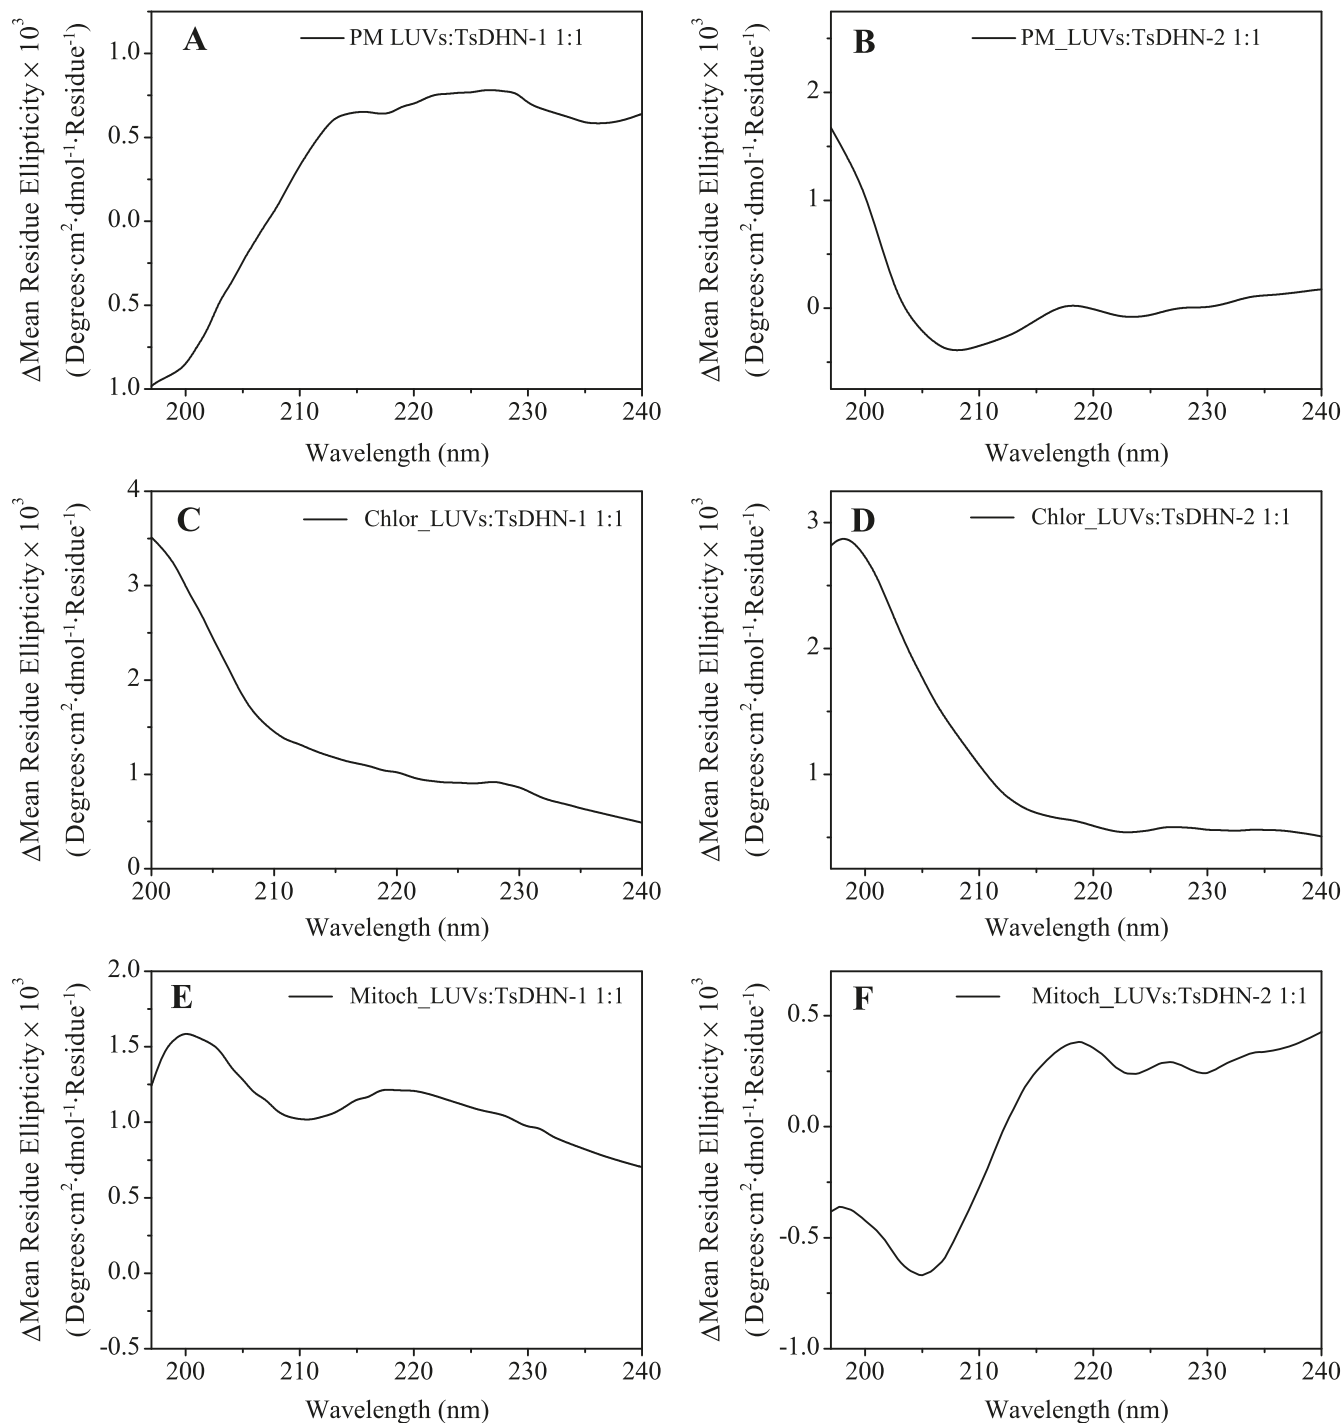 A
PM LUVs:TsDHN-1 1:1
ΔMean Residue Ellipticity × 10³
(Degrees·cm²·dmol⁻¹·Residue⁻¹)
1.0
0.5
0.0
0.5
1.0
200 210 220 230 240
Wavelength (nm)
B
PM_LUVs:TsDHN-2 1:1
ΔMean Residue Ellipticity × 10³
(Degrees·cm²·dmol⁻¹·Residue⁻¹)
2
1
0
200 210 220 230 240
Wavelength (nm)
C
Chlor_LUVs:TsDHN-1 1:1
ΔMean Residue Ellipticity × 10³
(Degrees·cm²·dmol⁻¹·Residue⁻¹)
4
3
2
1
0
200 210 220 230 240
Wavelength (nm)
D
Chlor_LUVs:TsDHN-2 1:1
ΔMean Residue Ellipticity × 10³
(Degrees·cm²·dmol⁻¹·Residue⁻¹)
3
2
1
200 210 220 230 240
Wavelength (nm)
E
Mitoch_LUVs:TsDHN-1 1:1
ΔMean Residue Ellipticity × 10³
(Degrees·cm²·dmol⁻¹·Residue⁻¹)
2.0
1.5
1.0
0.5
0.0
-0.5
200 210 220 230 240
Wavelength (nm)
F
Mitoch_LUVs:TsDHN-2 1:1
ΔMean Residue Ellipticity × 10³
(Degrees·cm²·dmol⁻¹·Residue⁻¹)
0.5
0.0
-0.5
-1.0
200 210 220 230 240
Wavelength (nm)